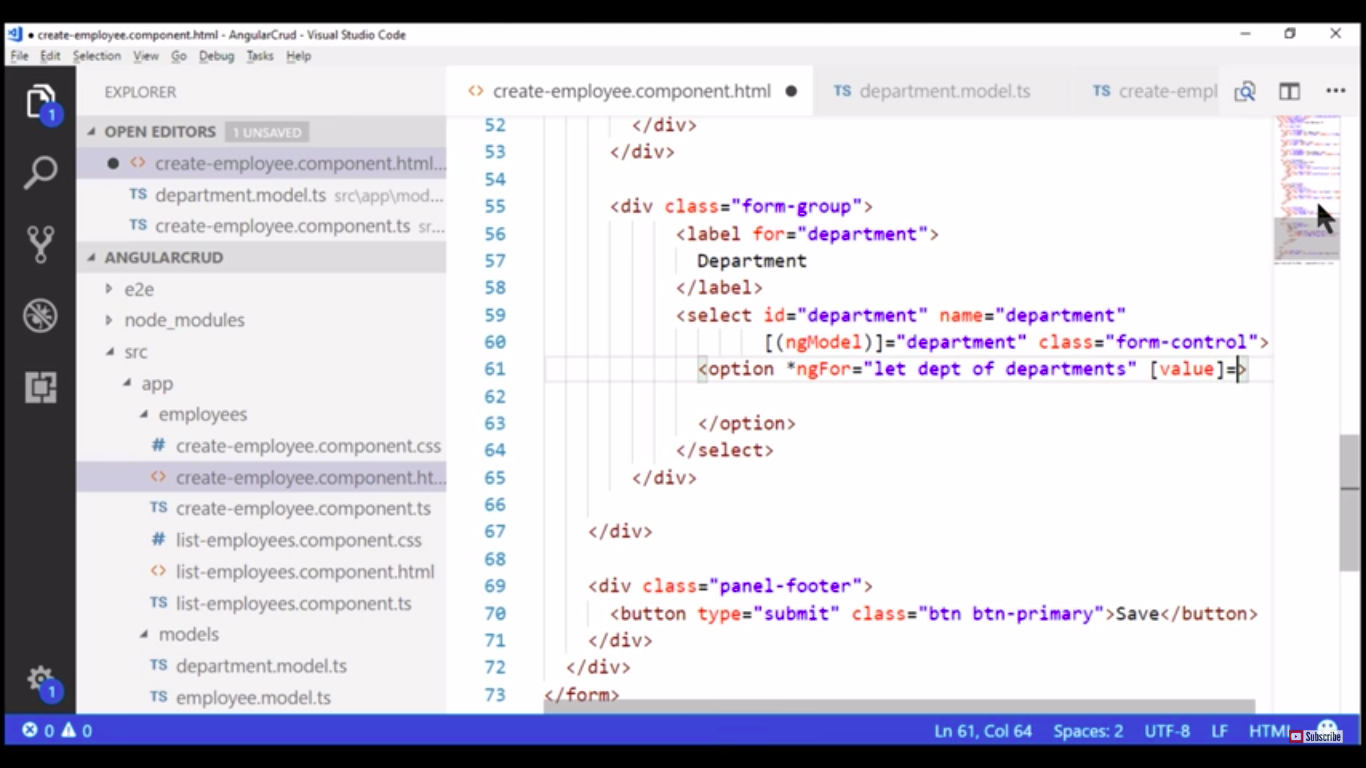 create-employee.component.html - AngularCrud - Visual Studio Code
File Edit Selection View Go Debug Tasks Help
EXPLORER
OPEN EDITORS 1 UNSAVED
create-employee.component.html...
TS department.model.ts src\app\mod...
TS create-employee.component.ts sr...
ANGULARCRUD
e2e
node_modules
src
app
employees
# create-employee.component.css
<> create-employee.component.ht...
TS create-employee.component.ts
# list-employees.component.css
<> list-employees.component.html
TS list-employees.component.ts
models
TS department.model.ts
TS employee.model.ts
1
1
<> create-employee.component.html
TS department.model.ts
TS create-empl
52 </div>
53 </div>
54
55 <div class="form-group">
56 <label for="department">
57 Department
58 </label>
59 <select id="department" name="department"
60 [(ngModel)]="department" class="form-control">
61 <option *ngFor="let dept of departments" [value]=>
62
63 </option>
64 </select>
65 </div>
66
67 </div>
68
69 <div class="panel-footer">
70 <button type="submit" class="btn btn-primary">Save</button>
71 </div>
72 </div>
73 </form>
0 0
Ln 61, Col 64 Spaces: 2 UTF-8 LF HTML
Subscribe